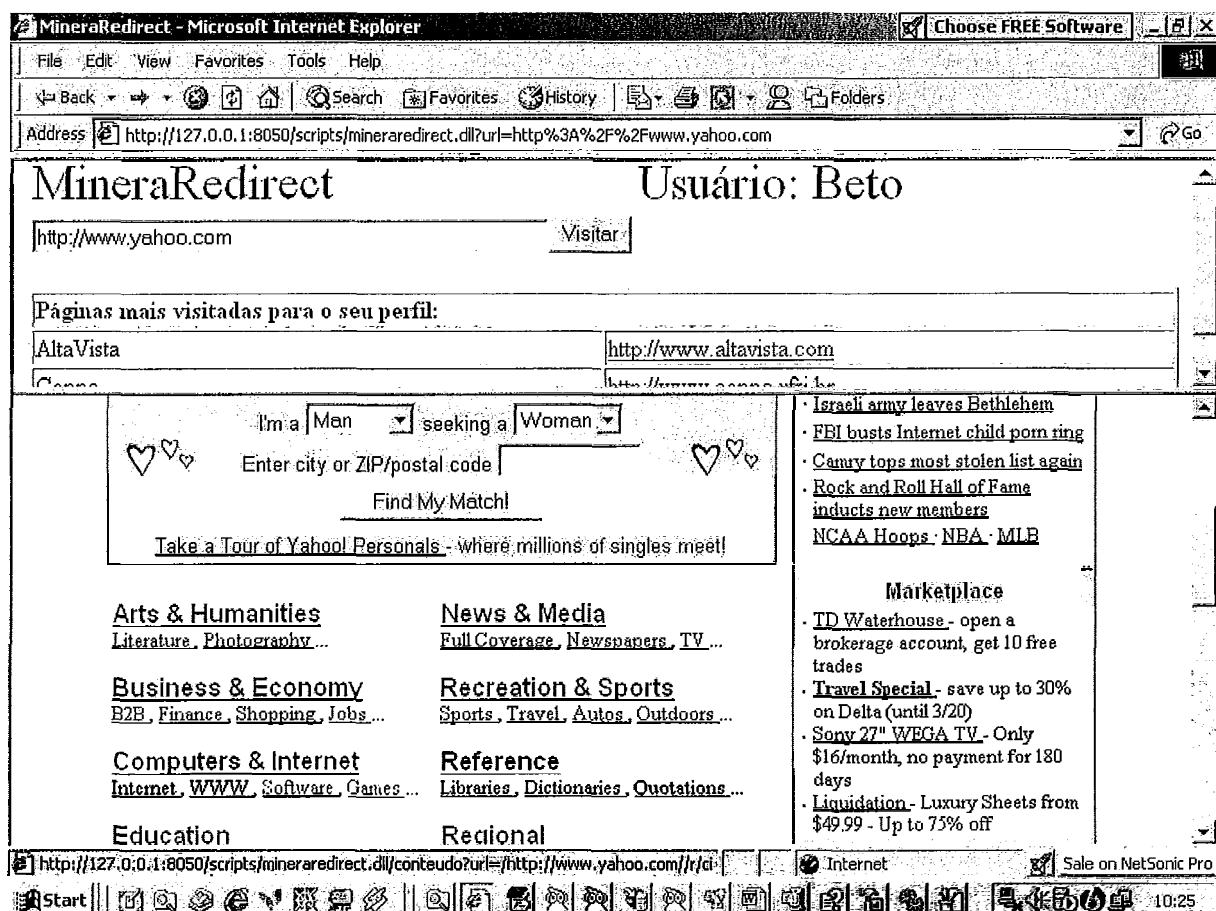 MineraRedirect - Microsoft Internet Explorer
Choose FREE Software
File Edit View Favorites Tools Help
Back Search Favorites History Folders
Address http://127.0.0.1:8050/scripts/mineraredirect.dll?url=http%3A%2F%2Fwww.yahoo.com Go
MineraRedirect Usuário: Beto
http://www.yahoo.com Visitar
Páginas mais visitadas para o seu perfil:
AltaVista http://www.altavista.com
I'm a Man seeking a Woman
Enter city or ZIP/postal code
Find My Match!
Take a Tour of Yahoo! Personals - where millions of singles meet!
Arts & Humanities
Literature, Photography ...
News & Media
Full Coverage, Newspapers, TV ...
Business & Economy
B2B, Finance, Shopping, Jobs ...
Recreation & Sports
Sports, Travel, Autos, Outdoors ...
Computers & Internet
Internet, WWW, Software, Games ...
Reference
Libraries, Dictionaries, Quotations ...
Education
Regional
· Israeli army leaves Bethlehem
· FBI busts Internet child porn ring
· Camry tops most stolen list again
· Rock and Roll Hall of Fame
inducts new members
NCAA Hoops · NBA · MLB
Marketplace
· TD Waterhouse - open a
brokerage account, get 10 free
trades
· Travel Special - save up to 30%
on Delta (until 3/20)
· Sony 27" WEGA TV - Only
$16/month, no payment for 180
days
· Liquidation - Luxury Sheets from
$49.99 - Up to 75% off
http://127.0.0.1:8050/scripts/mineraredirect.dll/conteudo?url=/http://www.yahoo.com//r/ci
Internet
Sale on NetSonic Pro
Start
10:25